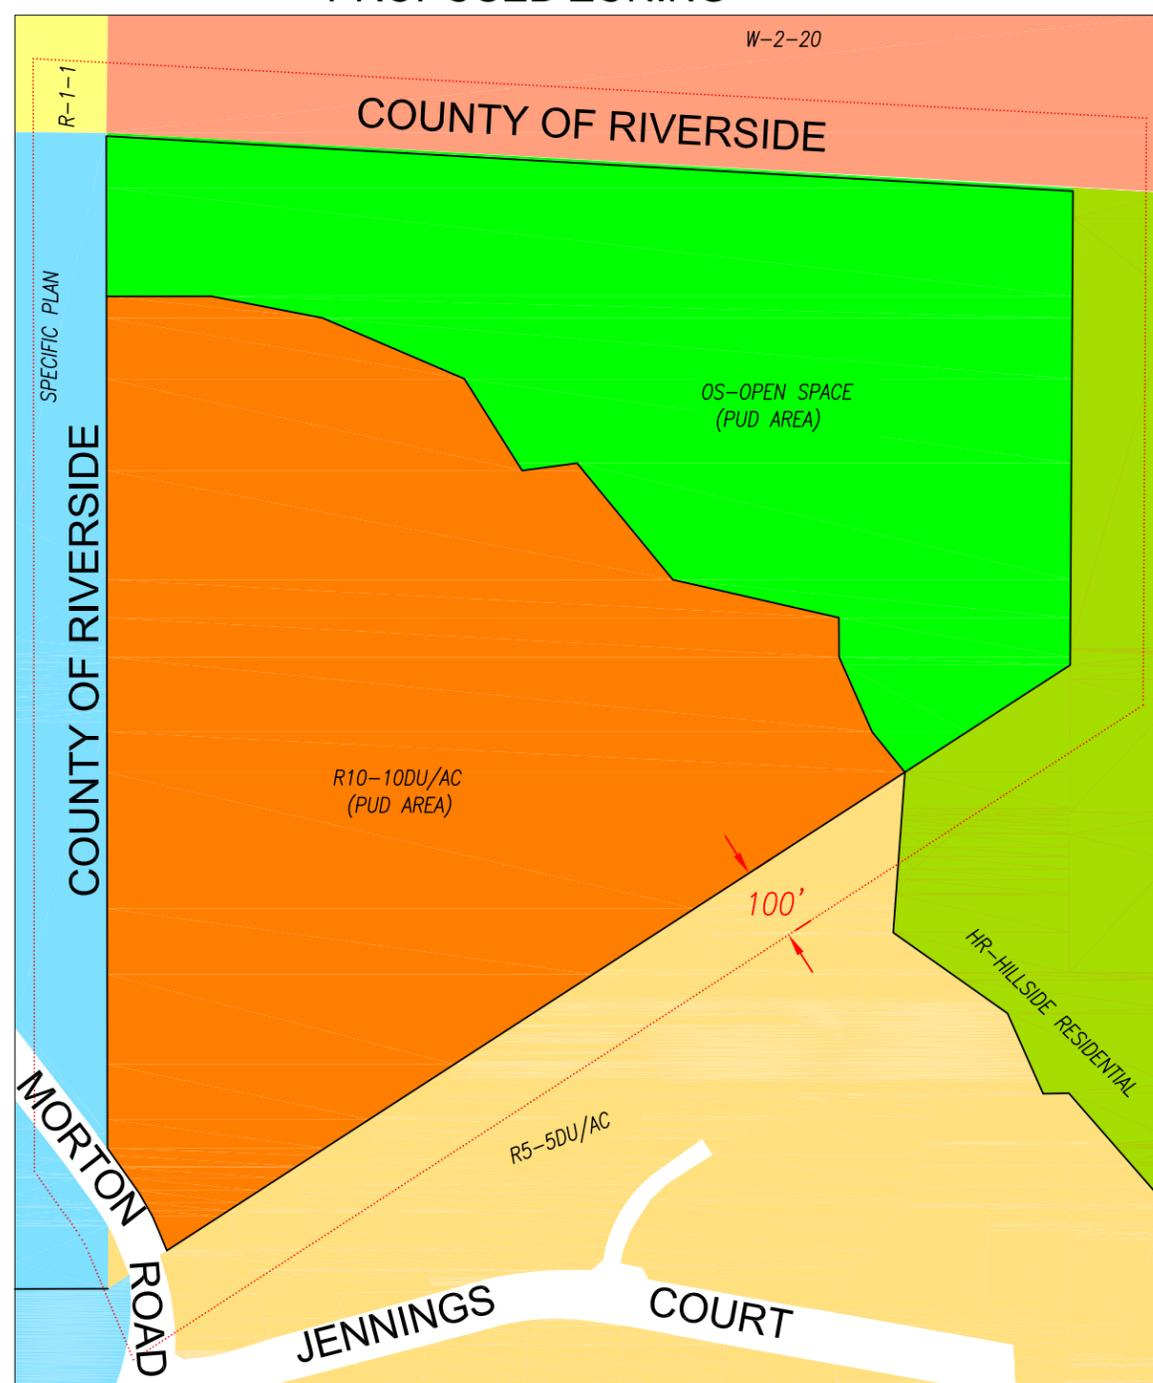 W-2-20
R-1-1
COUNTY OF RIVERSIDE
SPECIFIC PLAN
OS-OPEN SPACE
(PUD AREA)
COUNTY OF RIVERSIDE
R10-10DU/AC
(PUD AREA)
100'
HR-HILLSIDE RESIDENTIAL
R5-5DU/AC
MORTON ROAD
JENNINGS COURT